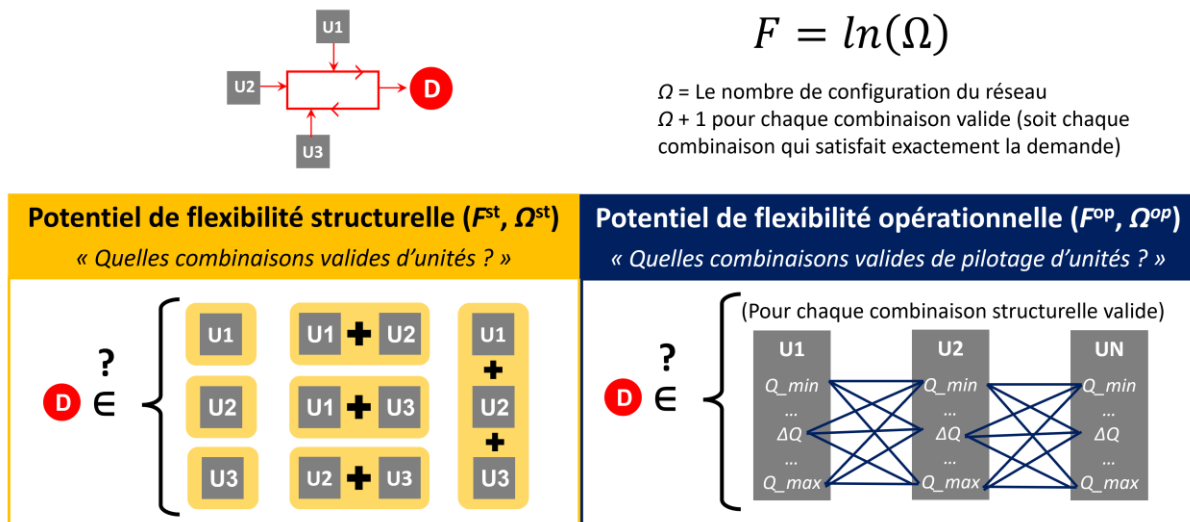 U1
U2
D
U3
F = ln(Ω)
Ω = Le nombre de configuration du réseau
Ω + 1 pour chaque combinaison valide (soit chaque
combinaison qui satisfait exactement la demande)
Potentiel de flexibilité structurelle (Fˢᵗ, Ωˢᵗ)
« Quelles combinaisons valides d'unités ? »
?
D ∈
U1
U1 + U2
U1
+
U2
U1 + U3
U2
+
U3
U2 + U3
U3
Potentiel de flexibilité opérationnelle (Fᵒᵖ, Ωᵒᵖ)
« Quelles combinaisons valides de pilotage d'unités ? »
(Pour chaque combinaison structurelle valide)
?
D ∈
U1 U2 UN
Q_min Q_min Q_min
... ... ...
ΔQ ΔQ ΔQ
... ... ...
Q_max Q_max Q_max